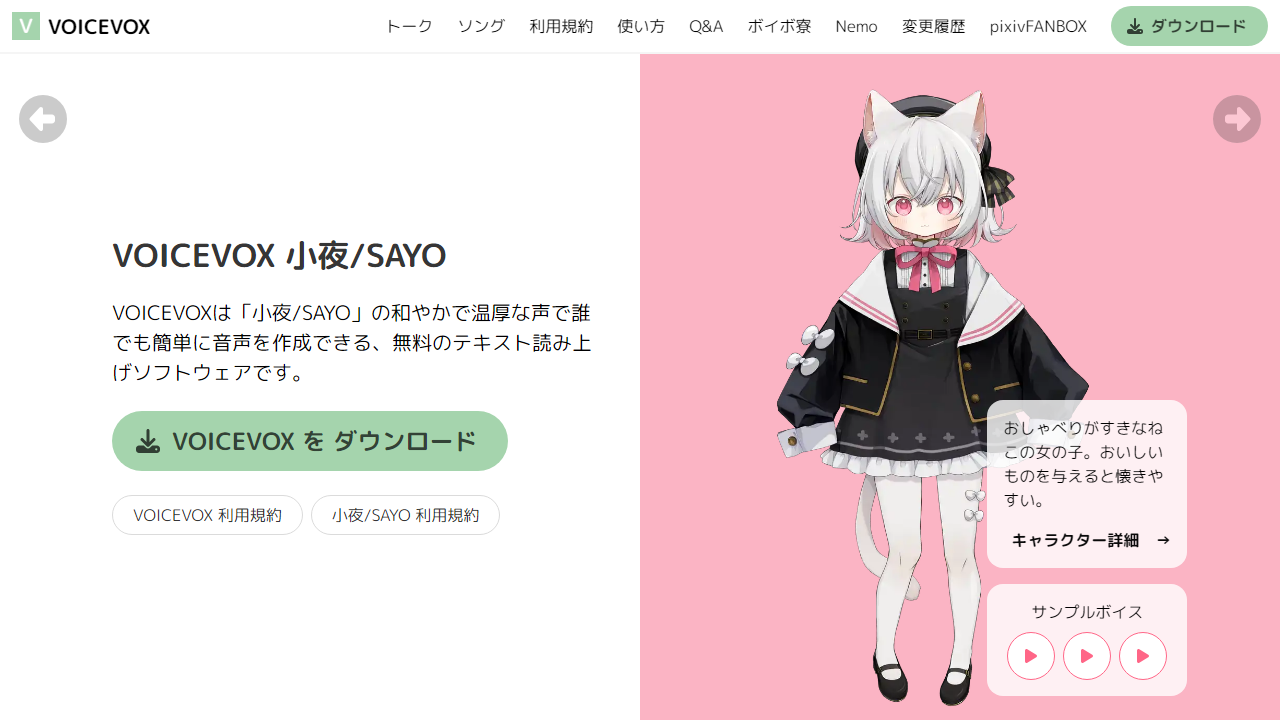 V VOICEVOX
トーク ソング 利用規約 使い方 Q&A ボイボ寮 Nemo 変更履歴 pixivFANBOX ダウンロード
VOICEVOX 小夜/SAYO
VOICEVOXは「小夜/SAYO」の和やかで温厚な声で誰
でも簡単に音声を作成できる、無料のテキスト読み上
げソフトウェアです。
VOICEVOX を ダウンロード
VOICEVOX 利用規約
小夜/SAYO 利用規約
おしゃべりがすきなね
この女の子。おいしい
ものを与えると懐きや
すい。
キャラクター詳細 →
サンプルボイス